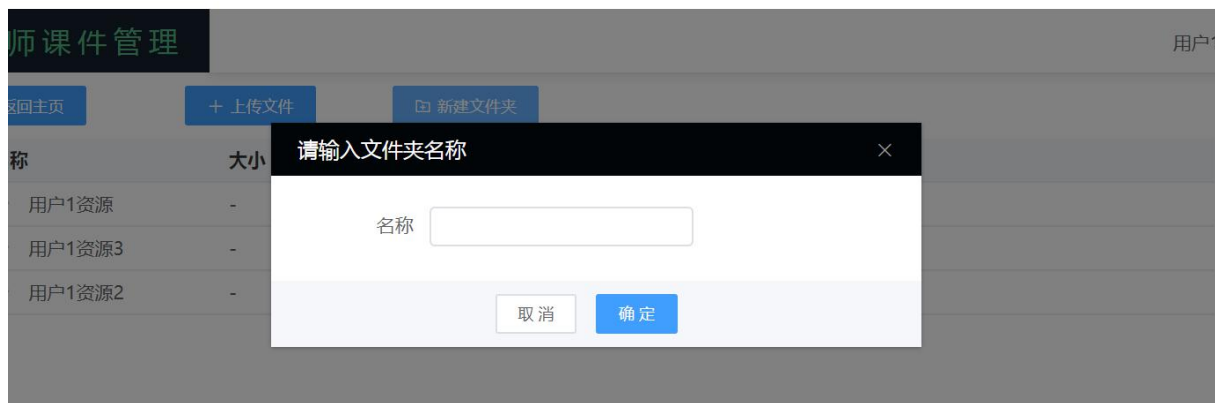 师课件管理
用户1
返回主页
+ 上传文件
新建文件夹
称
大小
请输入文件夹名称
用户1资源
-
名称
用户1资源3
-
用户1资源2
-
取消
确定